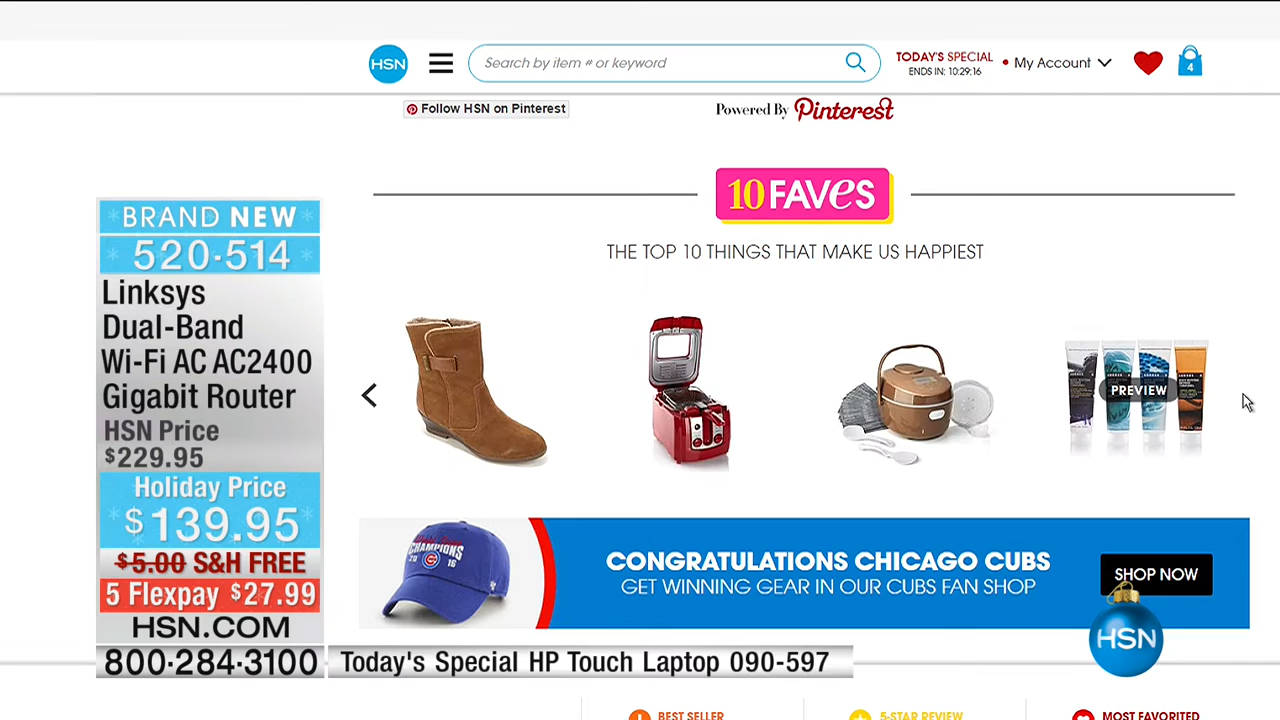 HSN
Search by item # or keyword
TODAY'S SPECIAL
ENDS IN: 10:29:16
My Account
4
Follow HSN on Pinterest
Powered By Pinterest
10 FAVES
THE TOP 10 THINGS THAT MAKE US HAPPIEST
BRAND NEW
520·514
Linksys
Dual-Band
Wi-Fi AC AC2400
Gigabit Router
HSN Price
$229.95
Holiday Price
$139.95
$5.00 S&H FREE
5 Flexpay $27.99
HSN.COM
800·284·3100
PREVIEW
CHAMPIONS
20 16
CONGRATULATIONS CHICAGO CUBS
GET WINNING GEAR IN OUR CUBS FAN SHOP
SHOP NOW
HSN
Today's Special HP Touch Laptop 090-597
BEST SELLER
5-STAR REVIEW
MOST FAVORITED